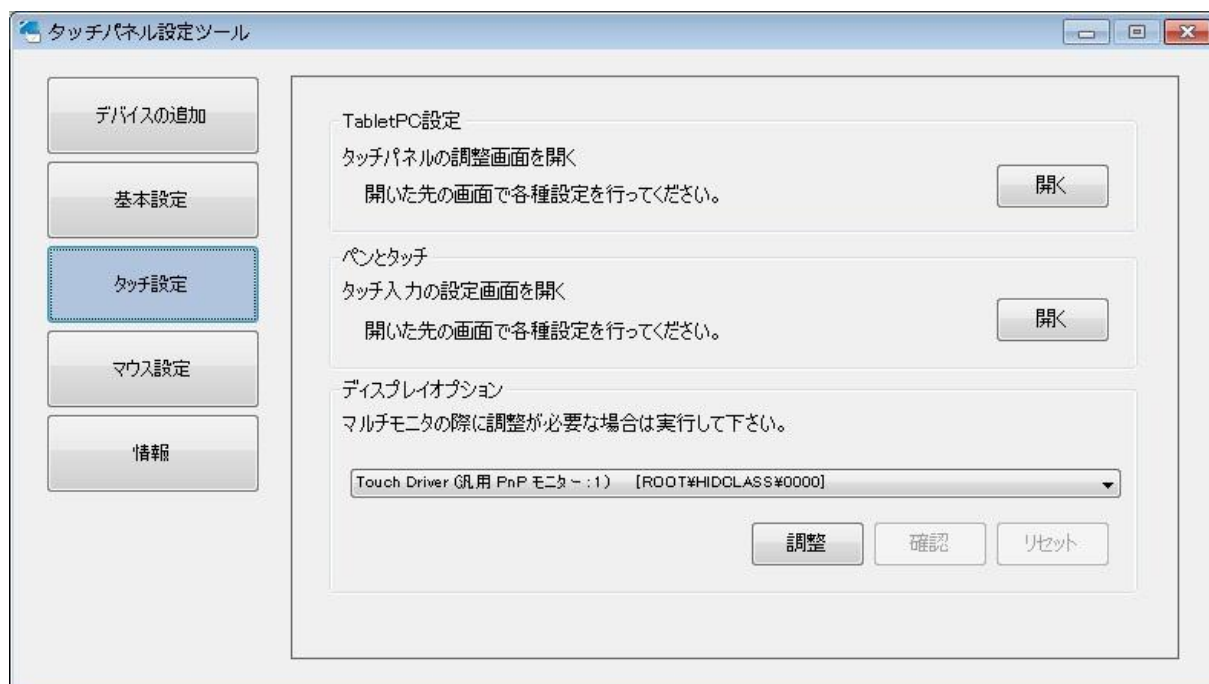 タッチパネル設定ツール
デバイスの追加
基本設定
タッチ設定
マウス設定
情報
TabletPC設定
タッチパネルの調整画面を開く
開いた先の画面で各種設定を行ってください。
開く
ペンとタッチ
タッチ入力の設定画面を開く
開いた先の画面で各種設定を行ってください。
開く
ディスプレイオプション
マルチモニタの際に調整が必要な場合は実行して下さい。
Touch Driver (汎用 PnP モニター : 1) [ROOT¥HIDCLASS¥0000]
調整
確認
リセット